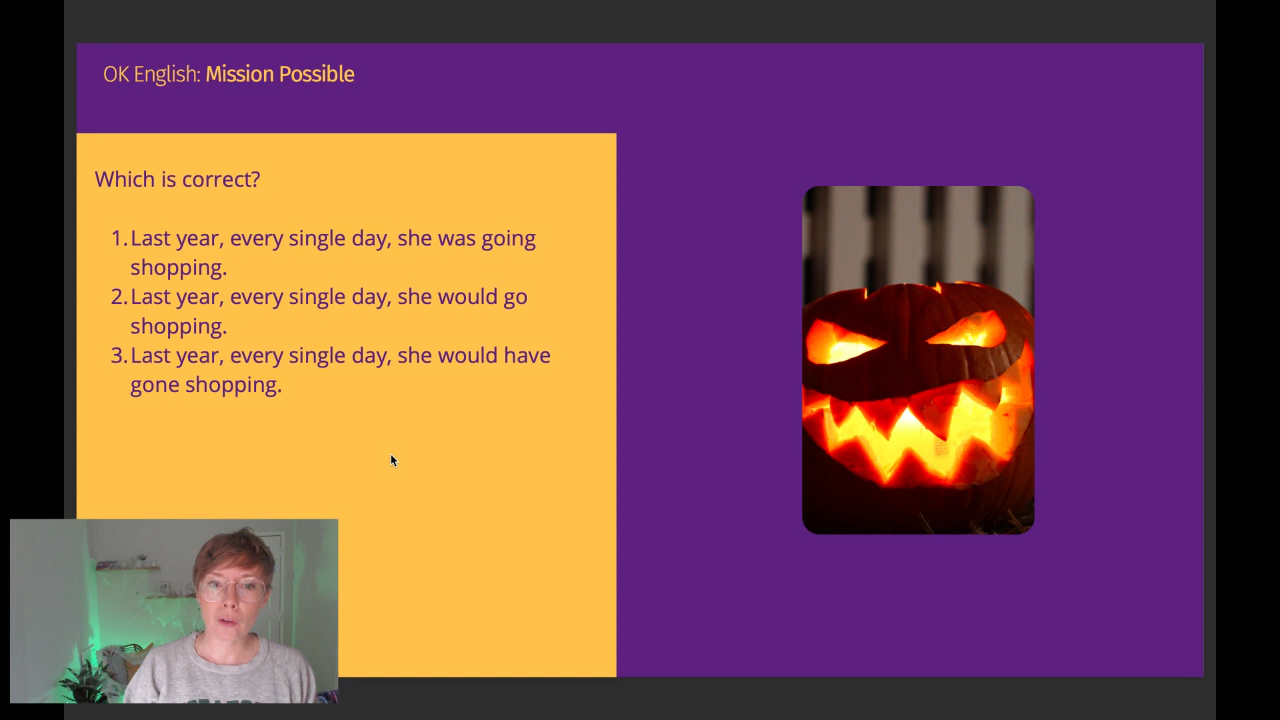 OK English: Mission Possible
Which is correct?
1. Last year, every single day, she was going
shopping.
2. Last year, every single day, she would go
shopping.
3. Last year, every single day, she would have
gone shopping.